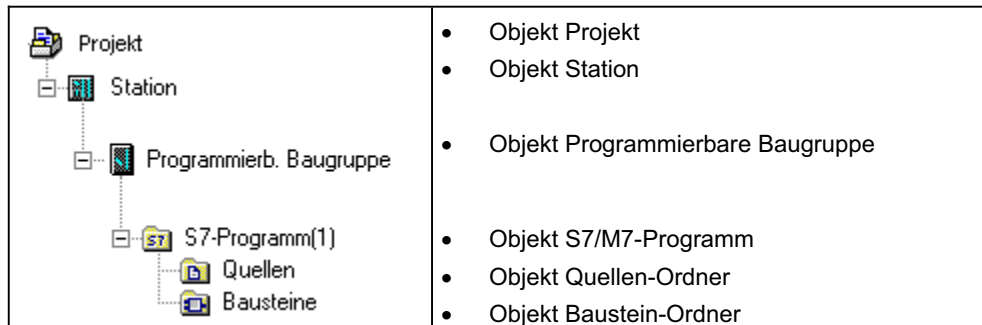 Projekt
Station
Programmierb. Baugruppe
S7-Programm(1)
Quellen
Bausteine
• Objekt Projekt
• Objekt Station
• Objekt Programmierbare Baugruppe
• Objekt S7/M7-Programm
• Objekt Quellen-Ordner
• Objekt Baustein-Ordner